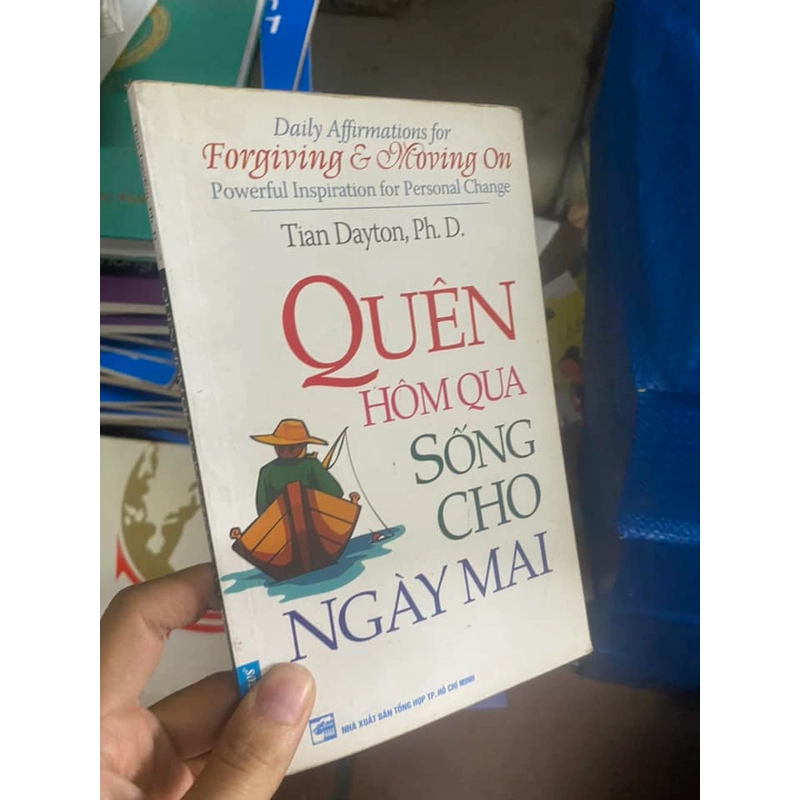 Daily Affirmations for
Forgiving & Moving On
Powerful Inspiration for Personal Change
Tian Dayton, Ph. D.
QUÊN
HÔM QUA
SỐNG
CHO
NGÀY MAI
NHÀ XUẤT BẢN TỔNG HỢP TP. HỒ CHÍ MINH